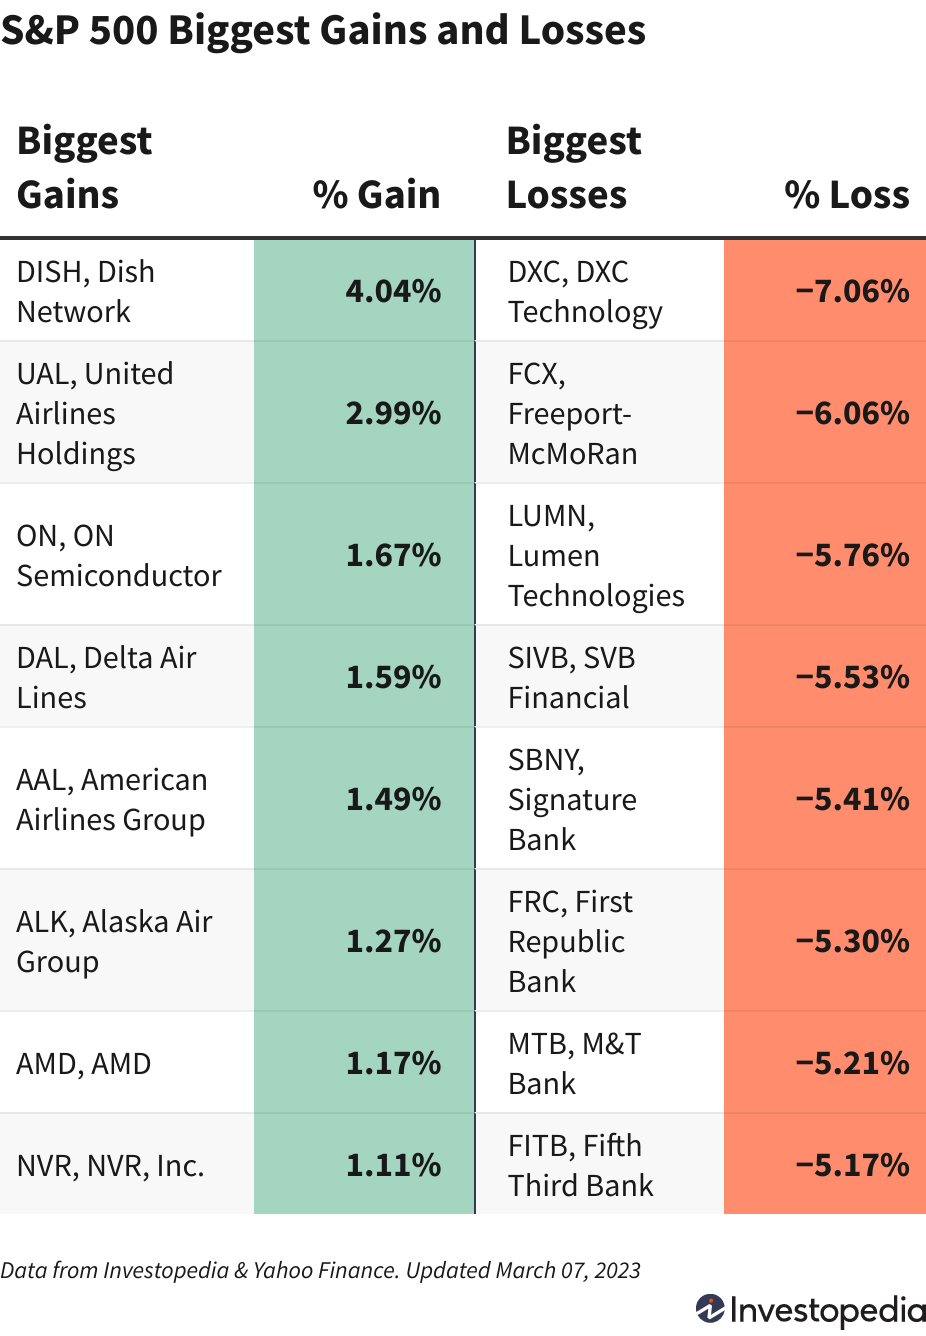 S&P 500 Biggest Gains and Losses
Biggest
Gains
% Gain
Biggest
Losses
% Loss
DISH, Dish
Network
4.04%
DXC, DXC
Technology
−7.06%
UAL, United
Airlines
Holdings
2.99%
FCX,
Freeport-
McMoRan
−6.06%
ON, ON
Semiconductor
1.67%
LUMN,
Lumen
Technologies
−5.76%
DAL, Delta Air
Lines
1.59%
SIVB, SVB
Financial
−5.53%
AAL, American
Airlines Group
1.49%
SBNY,
Signature
Bank
−5.41%
ALK, Alaska Air
Group
1.27%
FRC, First
Republic
Bank
−5.30%
AMD, AMD
1.17%
MTB, M&T
Bank
−5.21%
NVR, NVR, Inc.
1.11%
FITB, Fifth
Third Bank
−5.17%
Data from Investopedia & Yahoo Finance. Updated March 07, 2023
Investopedia